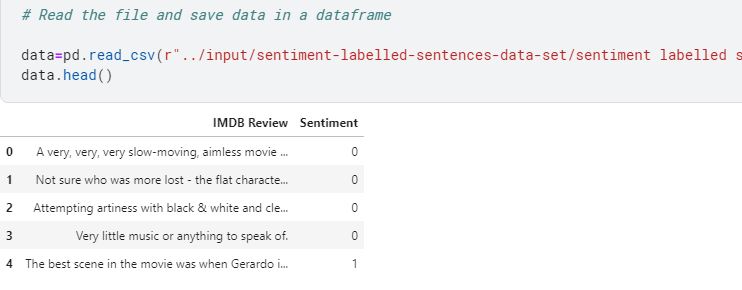 # Read the file and save data in a dataframe
data=pd.read_csv(r"../input/sentiment-labelled-sentences-data-set/sentiment labelled s
data.head()
IMDB Review Sentiment
0 A very, very, very slow-moving, aimless movie ... 0
1 Not sure who was more lost - the flat characte... 0
2 Attempting artiness with black & white and cle... 0
3 Very little music or anything to speak of. 0
4 The best scene in the movie was when Gerardo i... 1